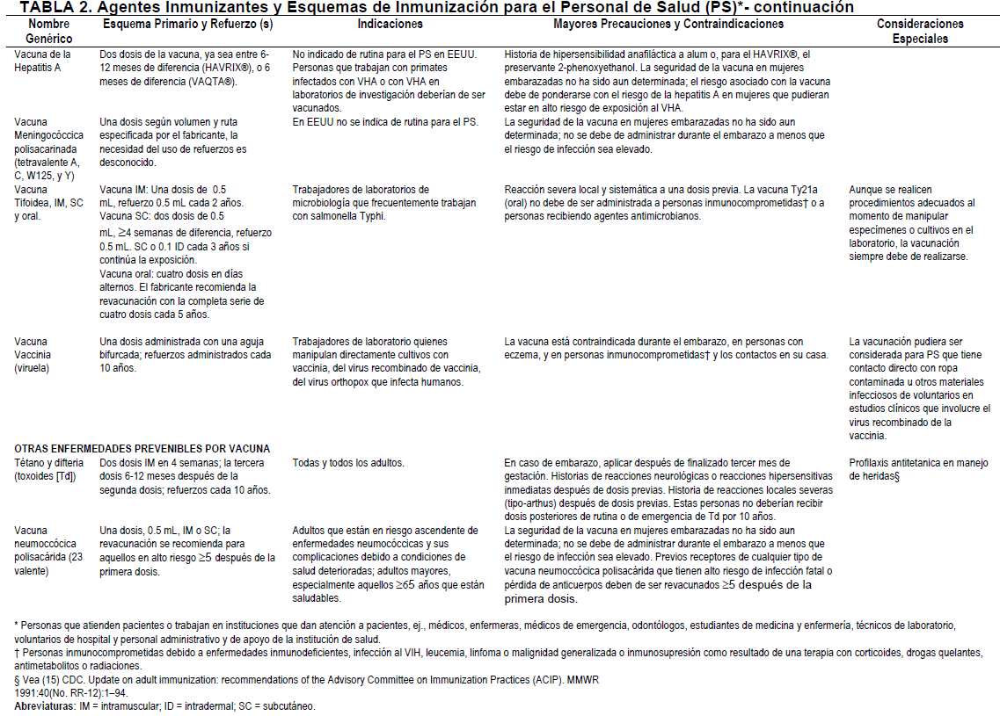 TABLA 2. Agentes Inmunizantes y Esquemas de Inmunización para el Personal de Salud (PS)*- continuación
Nombre
Genérico
Esquema Primario y Refuerzo (s)
Indicaciones
Mayores Precauciones y Contraindicaciones
Consideraciones
Especiales
Vacuna de la
Hepatitis A
Dos dosis de la vacuna, ya sea entre 6-
12 meses de diferencia (HAVRIX®), o 6
meses de diferencia (VAQTA®).
No indicado de rutina para el PS en EEUU.
Personas que trabajan con primates
infectados con VHA o con VHA en
laboratorios de investigación deberían de ser
vacunados.
Historia de hipersensibilidad anafiláctica a alum o, para el HAVRIX®, el
preservante 2-phenoxyethanol. La seguridad de la vacuna en mujeres
embarazadas no ha sido aun determinada; el riesgo asociado con la vacuna
debe de ponderarse con el riesgo de la hepatitis A en mujeres que pudieran
estar en alto riesgo de exposición al VHA.
Vacuna
Meningocóccica
polisacarinada
(tetravalente A,
C, W125, y Y)
Una dosis según volumen y ruta
especificada por el fabricante, la
necesidad del uso de refuerzos es
desconocido.
En EEUU no se indica de rutina para el PS.
La seguridad de la vacuna en mujeres embarazadas no ha sido aun
determinada; no se debe de administrar durante el embarazo a menos que
el riesgo de infección sea elevado.
Vacuna
Tifoidea, IM, SC
y oral.
Vacuna IM: Una dosis de 0.5
mL, refuerzo 0.5 mL cada 2 años.
Vacuna SC: dos dosis de 0.5
mL, ≥4 semanas de diferencia, refuerzo
0.5 mL. SC o 0.1 ID cada 3 años si
continúa la exposición.
Vacuna oral: cuatro dosis en días
alternos. El fabricante recomienda la
revacunación con la completa serie de
cuatro dosis cada 5 años.
Trabajadores de laboratorios de
microbiología que frecuentemente trabajan
con salmonella Typhi.
Reacción severa local y sistemática a una dosis previa. La vacuna Ty21a
(oral) no debe de ser administrada a personas inmunocomprometidas† o a
personas recibiendo agentes antimicrobianos.
Aunque se realicen
procedimientos adecuados al
momento de manipular
especímenes o cultivos en el
laboratorio, la vacunación
siempre debe de realizarse.
Vacuna
Vaccinia
(viruela)
Una dosis administrada con una aguja
bifurcada; refuerzos administrados cada
10 años.
Trabajadores de laboratorio quienes
manipulan directamente cultivos con
vaccinia, del virus recombinado de vaccinia,
del virus orthopox que infecta humanos.
La vacuna está contraindicada durante el embarazo, en personas con
eczema, y en personas inmunocomprometidas† y los contactos en su casa.
La vacunación pudiera ser
considerada para PS que tiene
contacto directo con ropa
contaminada u otros materiales
infecciosos de voluntarios en
estudios clínicos que involucre el
virus recombinado de la
vaccinia.
OTRAS ENFERMEDADES PREVENIBLES POR VACUNA
Tétano y difteria
(toxoides [Td])
Dos dosis IM en 4 semanas; la tercera
dosis 6-12 meses después de la
segunda dosis; refuerzos cada 10 años.
Todas y todos los adultos.
En caso de embarazo, aplicar después de finalizado tercer mes de
gestación. Historias de reacciones neurológicas o reacciones hipersensitivas
inmediatas después de dosis previas. Historia de reacciones locales severas
(tipo-arthus) después de dosis previas. Estas personas no deberían recibir
dosis posteriores de rutina o de emergencia de Td por 10 años.
Profilaxis antitetanica en manejo
de heridas§
Vacuna
neumoccócica
polisacárida (23
valente)
Una dosis, 0.5 mL, IM o SC; la
revacunación se recomienda para
aquellos en alto riesgo ≥5 después de la
primera dosis.
Adultos que están en riesgo ascendente de
enfermedades neumocóccicas y sus
complicaciones debido a condiciones de
salud deterioradas; adultos mayores,
especialmente aquellos ≥65 años que están
saludables.
La seguridad de la vacuna en mujeres embarazadas no ha sido aun
determinada; no se debe de administrar durante el embarazo a menos que
el riesgo de infección sea elevado. Previos receptores de cualquier tipo de
vacuna neumoccócica polisacárida que tienen alto riesgo de infección fatal o
pérdida de anticuerpos deben de ser revacunados ≥5 después de la
primera dosis.
* Personas que atienden pacientes o trabajan en instituciones que dan atención a pacientes, ej., médicos, enfermeras, médicos de emergencia, odontólogos, estudiantes de medicina y enfermería, técnicos de laboratorio,
voluntarios de hospital y personal administrativo y de apoyo de la institución de salud.
† Personas inmunocomprometidas debido a enfermedades inmunodeficientes, infección al VIH, leucemia, linfoma o malignidad generalizada o inmunosupresión como resultado de una terapia con corticoides, drogas quelantes,
antimetabolitos o radiaciones.
§ Vea (15) CDC. Update on adult immunization: recommendations of the Advisory Committee on Immunization Practices (ACIP). MMWR
1991:40(No. RR-12):1–94.
Abreviaturas: IM = intramuscular; ID = intradermal; SC = subcutáneo.